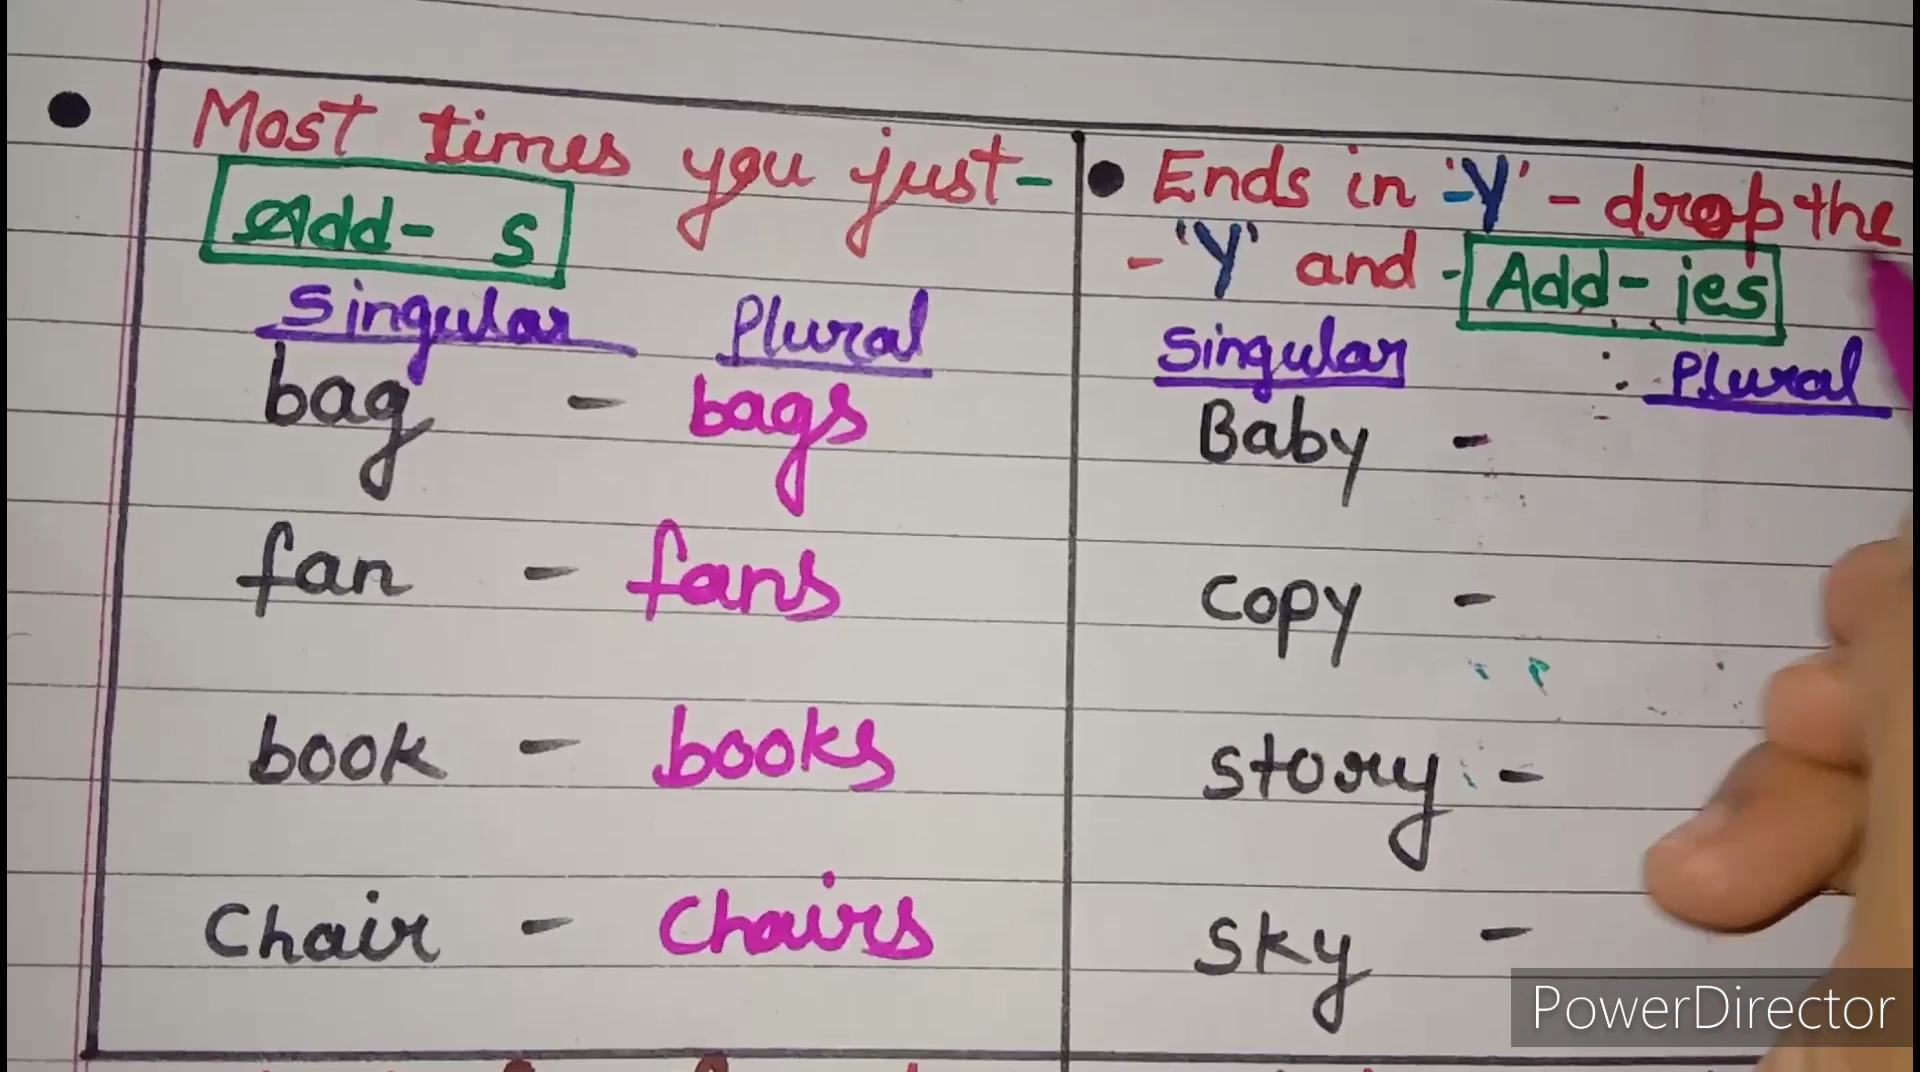 Most times you just-
Add- s
Singular Plural
bag - bags
fan - fans
book - books
Chair - Chairs
Ends in '-Y' - drop the
- 'Y' and - Add- ies
Singular : Plural
Baby -
Copy -
Story -
Sky -
PowerDirector